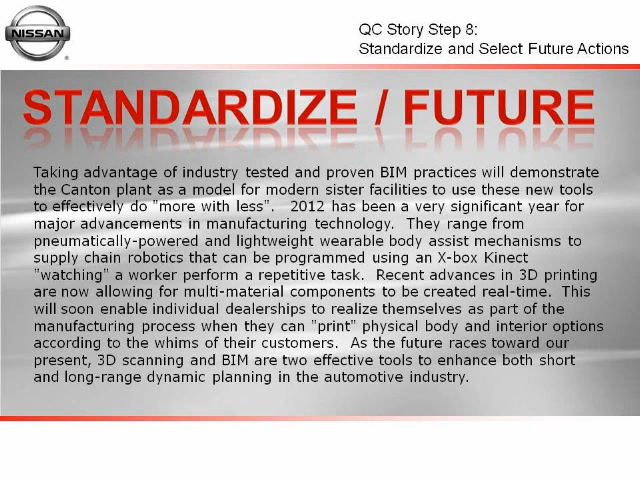 NISSAN
®
QC Story Step 8:
Standardize and Select Future Actions
STANDARDIZE / FUTURE
Taking advantage of industry tested and proven BIM practices will demonstrate
the Canton plant as a model for modern sister facilities to use these new tools
to effectively do "more with less".   2012 has been a very significant year for
major advancements in manufacturing technology.  They range from
pneumatically-powered and lightweight wearable body assist mechanisms to
supply chain robotics that can be programmed using an X-box Kinect
"watching" a worker perform a repetitive task.  Recent advances in 3D printing
are now allowing for multi-material components to be created real-time.  This
will soon enable individual dealerships to realize themselves as part of the
manufacturing process when they can "print" physical body and interior options
according to the whims of their customers.  As the future races toward our
present, 3D scanning and BIM are two effective tools to enhance both short
and long-range dynamic planning in the automotive industry.